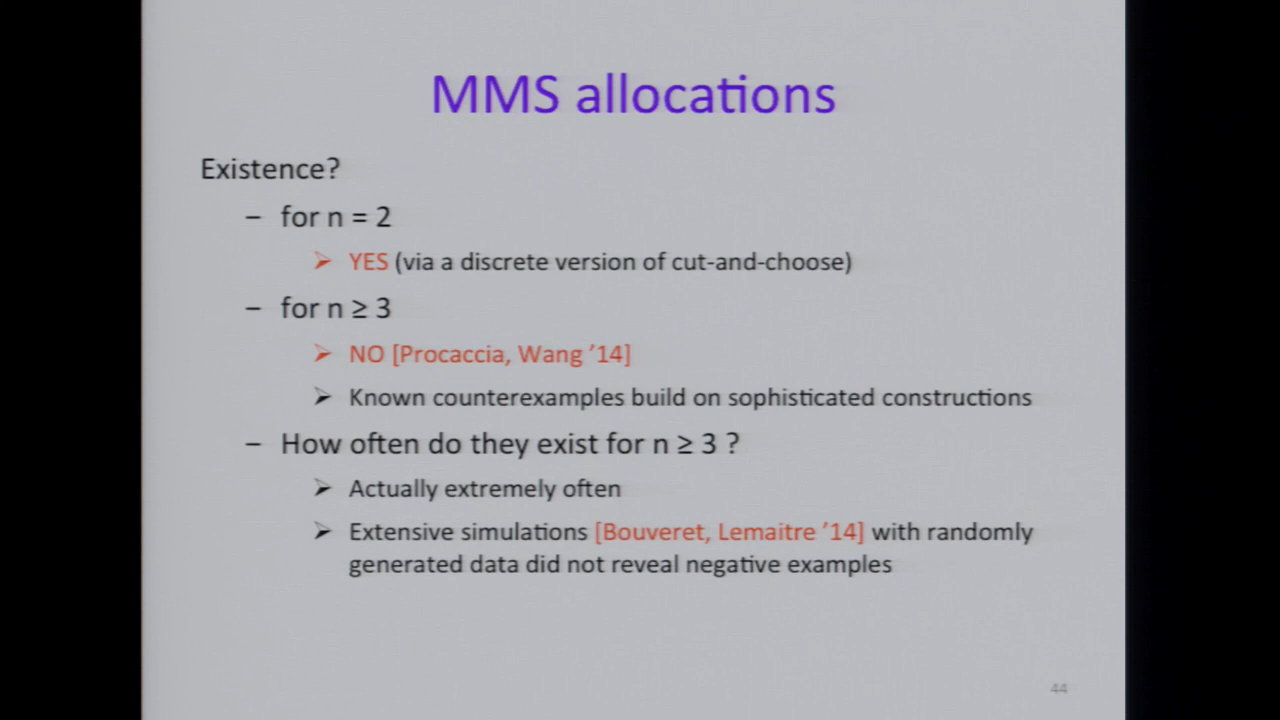 MMS allocations
Existence?
– for n = 2
➢ YES (via a discrete version of cut-and-choose)
– for n ≥ 3
➢ NO [Procaccia, Wang ’14]
➢ Known counterexamples build on sophisticated constructions
– How often do they exist for n ≥ 3 ?
➢ Actually extremely often
➢ Extensive simulations [Bouveret, Lemaitre ’14] with randomly
generated data did not reveal negative examples
44